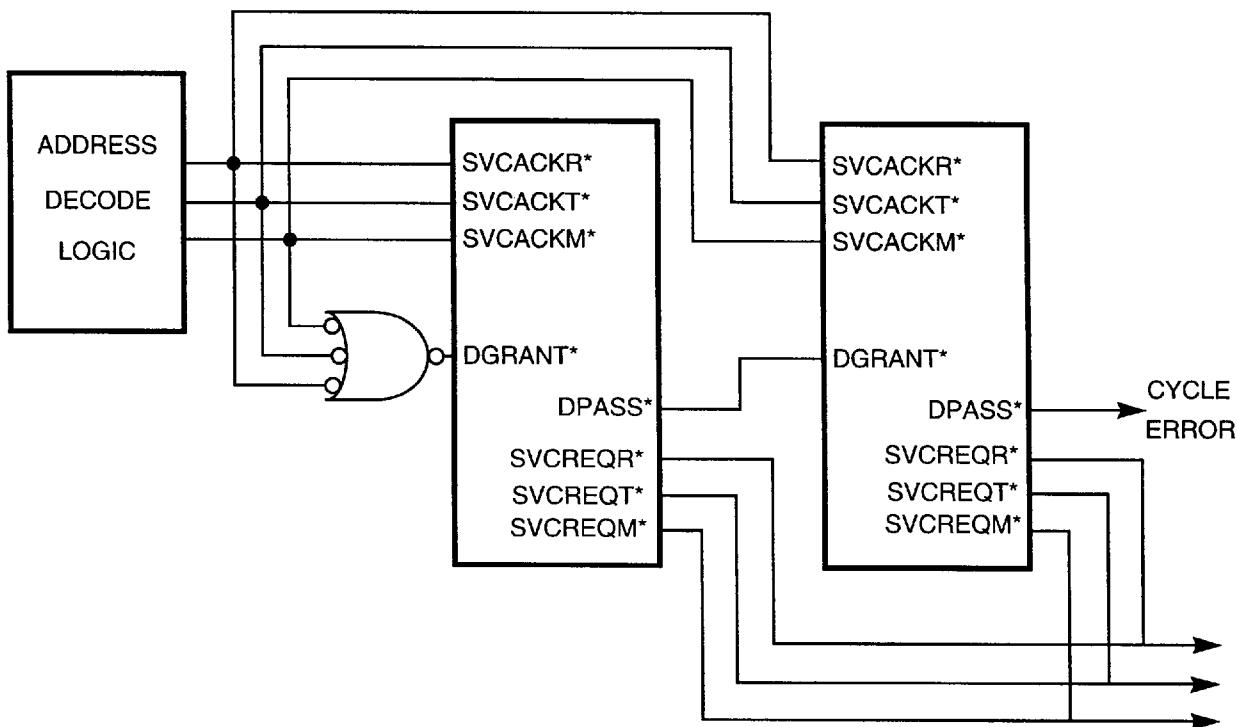 ADDRESS
DECODE
LOGIC
SVCACKR*
SVCACKT*
SVCACKM*
DGRANT*
DPASS*
SVCREQR*
SVCREQT*
SVCREQM*
SVCACKR*
SVCACKT*
SVCACKM*
DGRANT*
DPASS*
SVCREQR*
SVCREQT*
SVCREQM*
CYCLE
ERROR